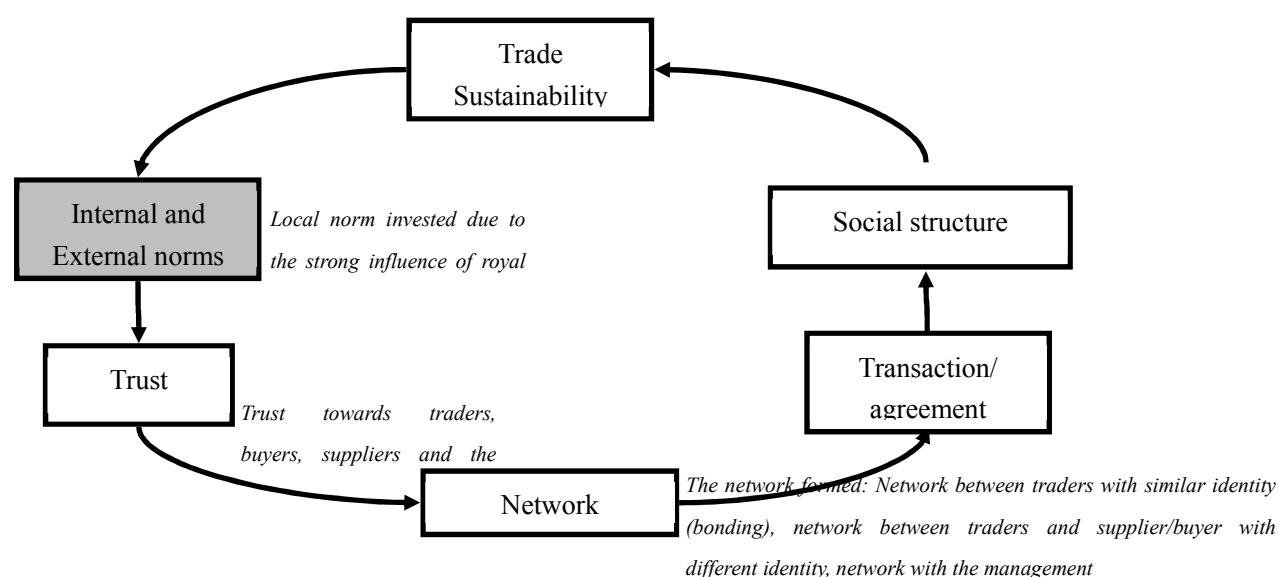 Trade
Sustainability
Internal and
External norms
Local norm invested due to
the strong influence of royal
Social structure
Trust
Trust towards traders,
buyers, suppliers and the
Transaction/
agreement
Network
The network formed: Network between traders with similar identity
(bonding), network between traders and supplier/buyer with
different identity, network with the management